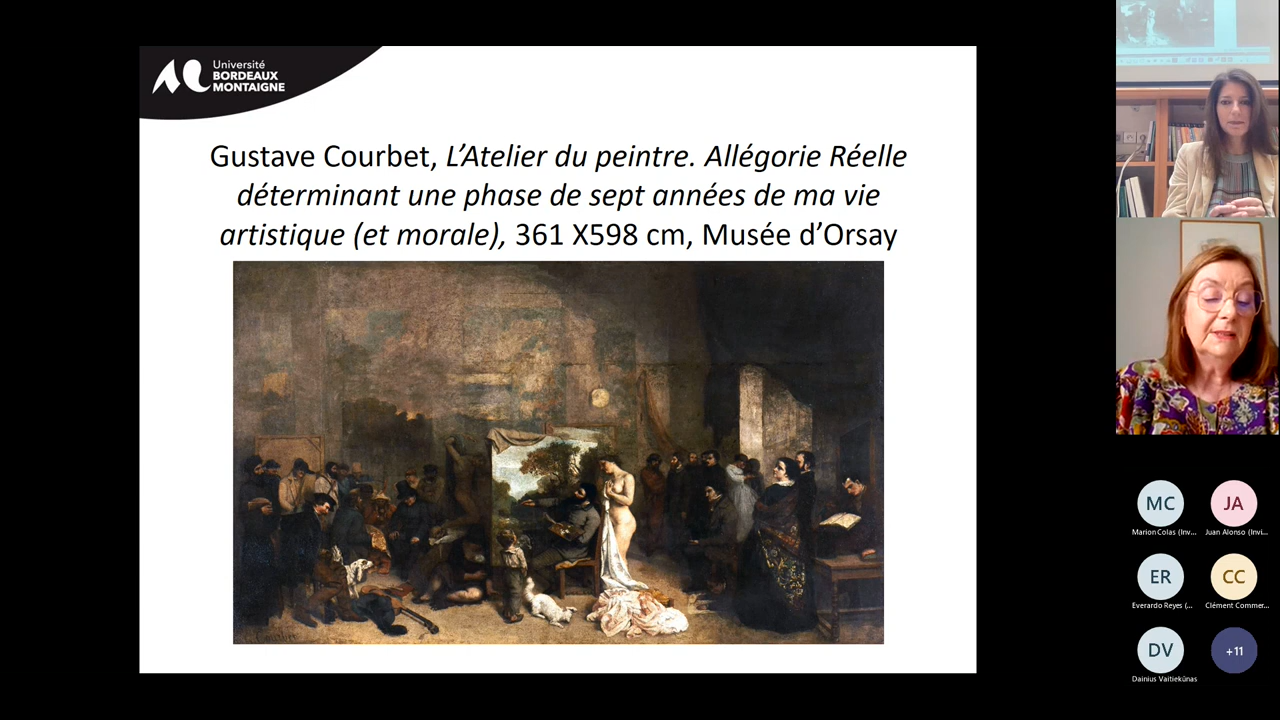 Université
BORDEAUX
MONTAIGNE
Gustave Courbet, L'Atelier du peintre. Allégorie Réelle
déterminant une phase de sept années de ma vie
artistique (et morale), 361 X598 cm, Musée d'Orsay
MC
JA
Marion Colas (Inv...
Juan Alonso (Invi...
ER
CC
Everardo Reyes (...
Clément Commer...
DV
+11
Dainius Vaitiekūnas